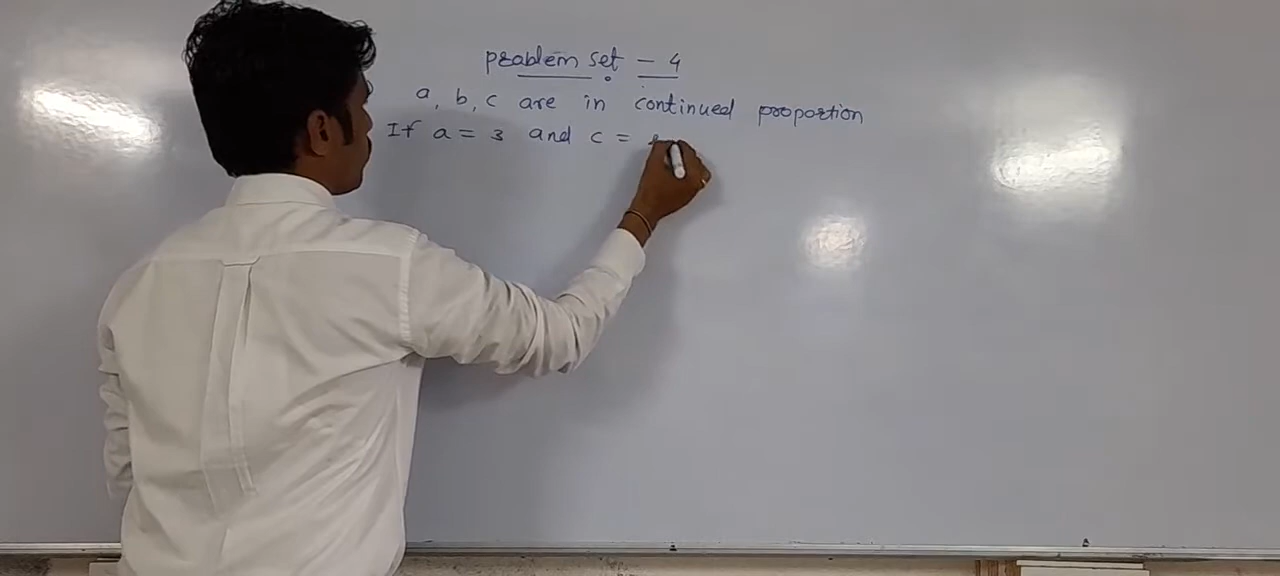 problem set - 4
a, b, c are in continued proportion
If a = 3 and c =